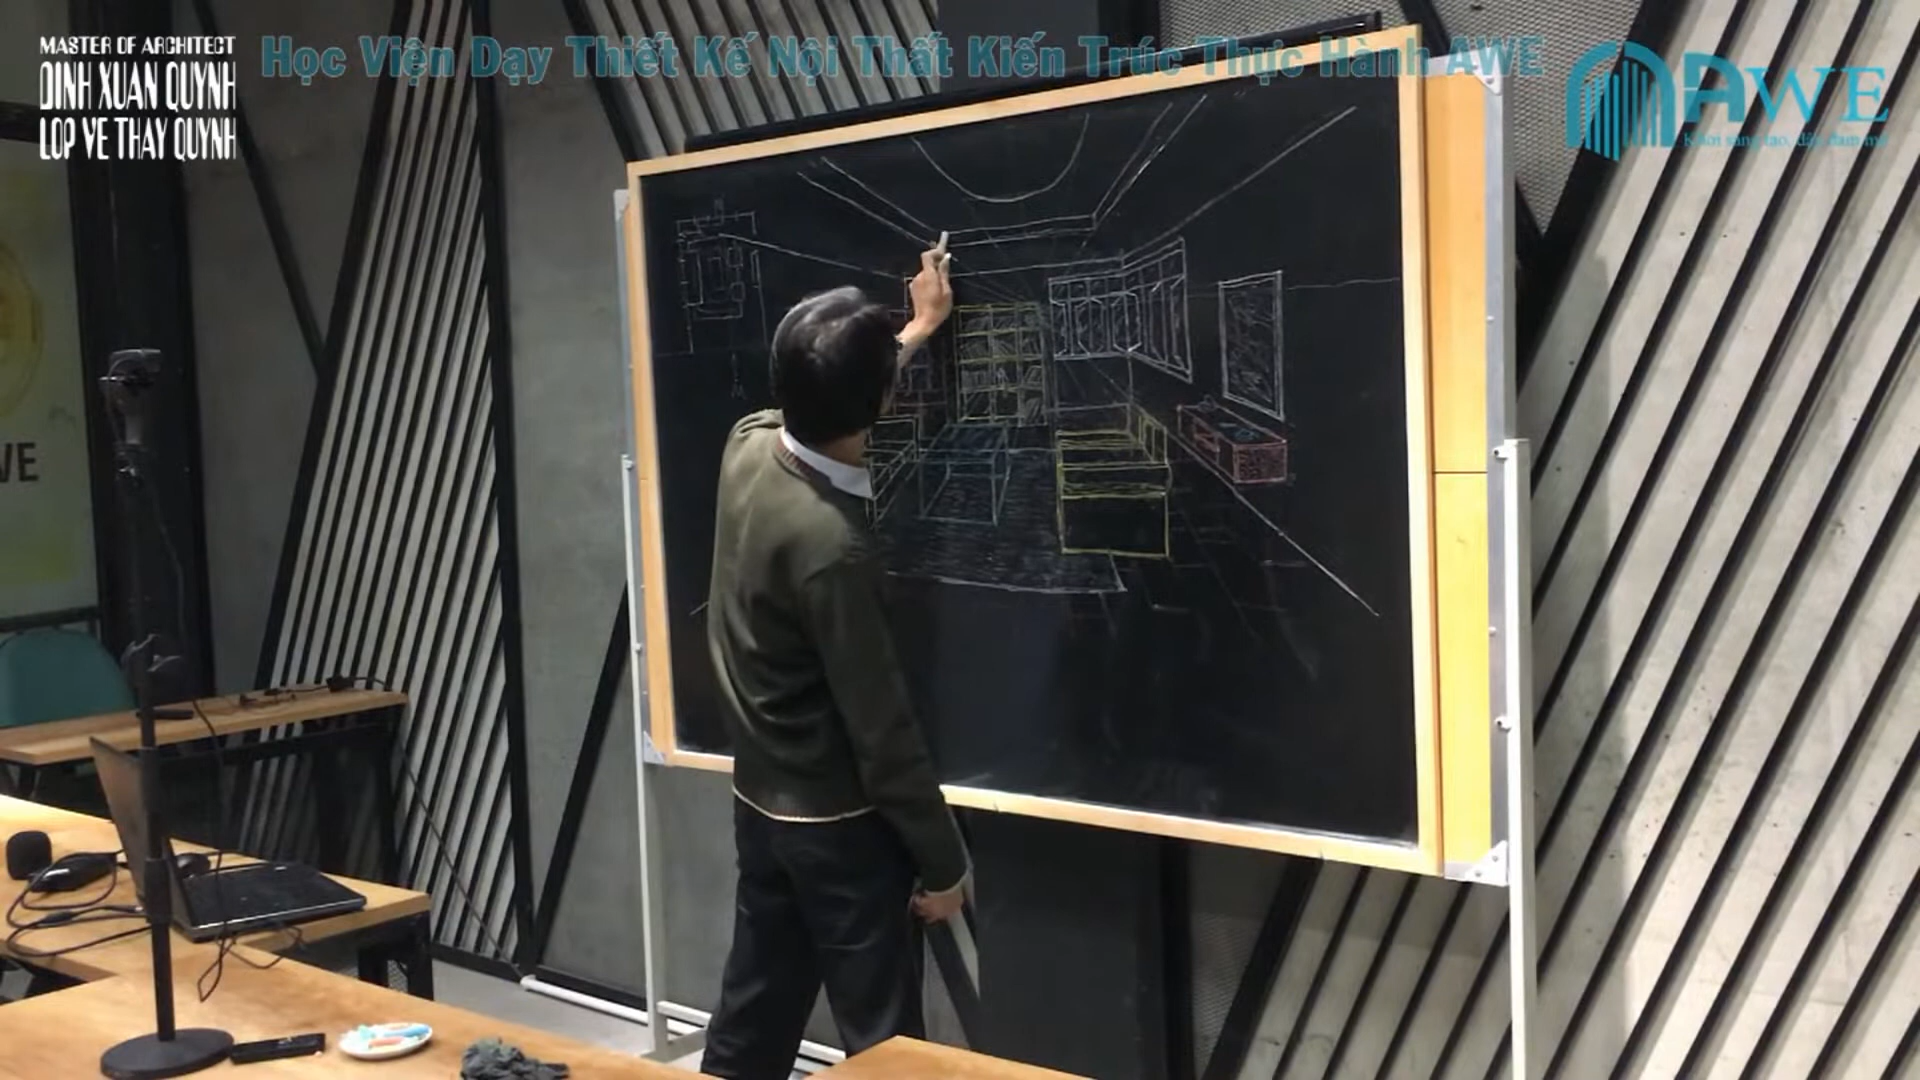 MASTER OF ARCHITECT
DINH XUAN QUYNH
LOP VE THAY QUYNH
Học Viện Dạy Thiết Kế Nội Thất Kiến Trúc Thực Hành AWE
AWE
WE